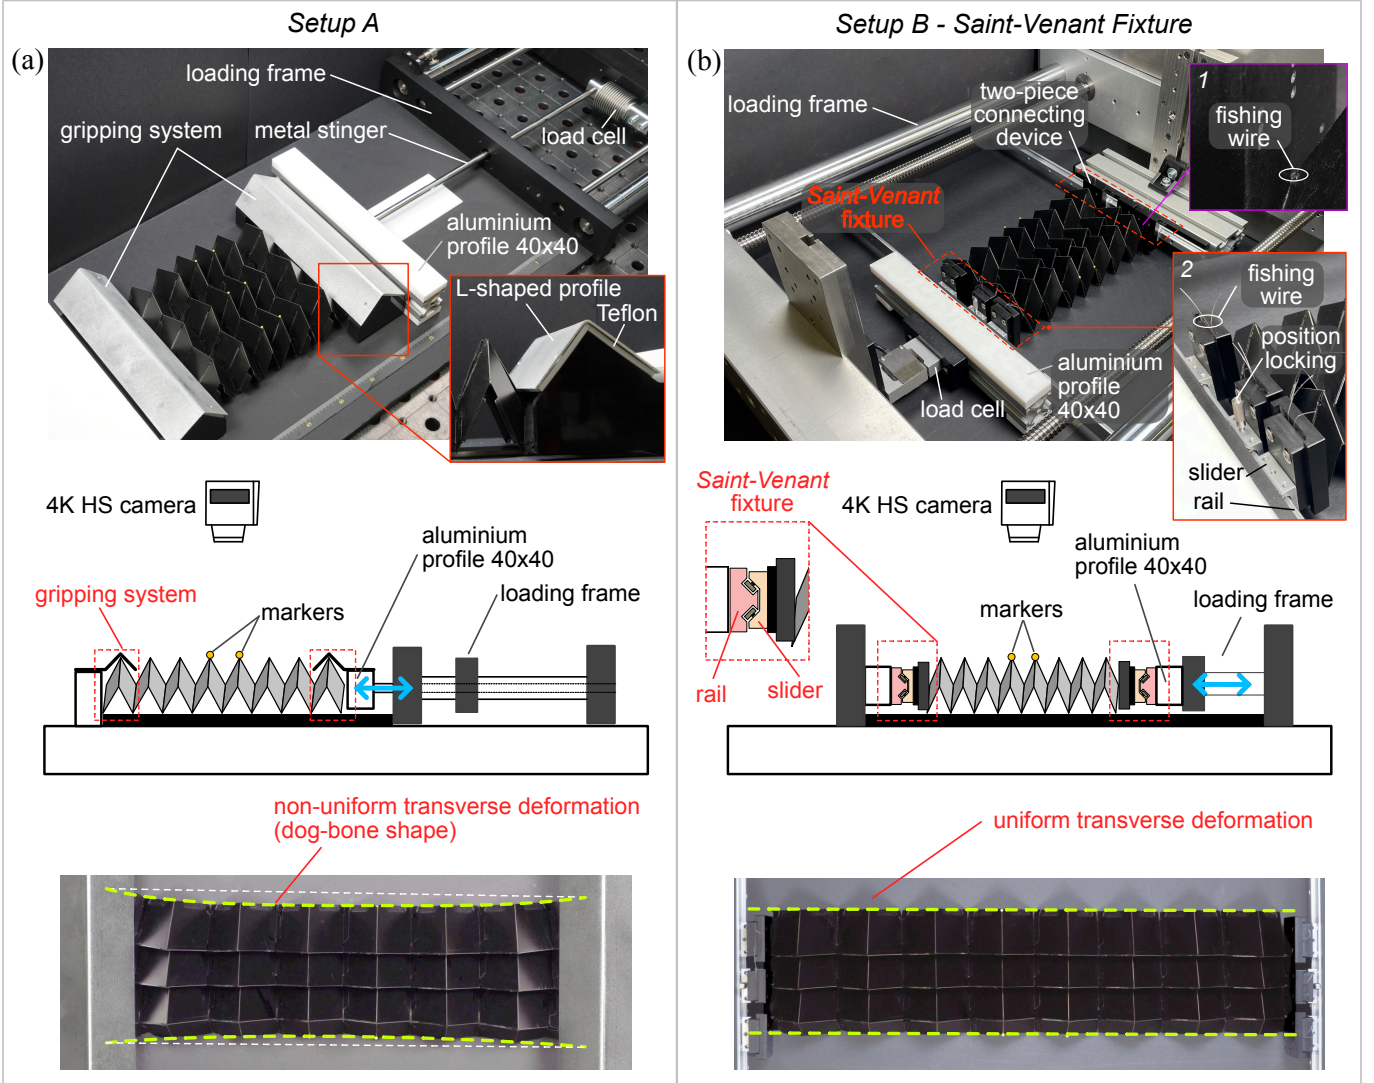 Setup A
(a)
loading frame
gripping system
metal stinger
load cell
aluminium
profile 40x40
L-shaped profile
Teflon
4K HS camera
aluminium
profile 40x40
gripping system
markers
loading frame
non-uniform transverse deformation
(dog-bone shape)
Setup B - Saint-Venant Fixture
(b)
loading frame
two-piece
connecting
device
1
fishing
wire
Saint-Venant
fixture
2
fishing
wire
position
locking
aluminium
profile
40x40
load cell
slider
rail
Saint-Venant
fixture
4K HS camera
aluminium
profile 40x40
markers
loading frame
rail
slider
uniform transverse deformation